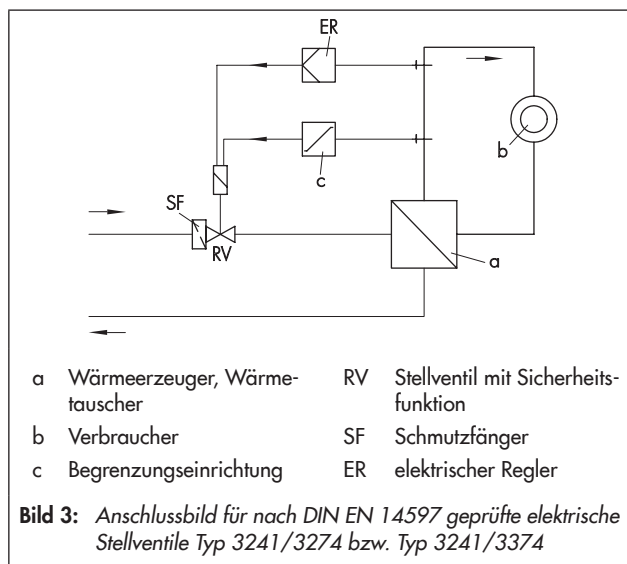 ER
b
c
SF
RV
a
a Wärmeerzeuger, Wärme-
tauscher
b Verbraucher
c Begrenzungseinrichtung
RV Stellventil mit Sicherheits-
funktion
SF Schmutzfänger
ER elektrischer Regler
Bild 3: Anschlussbild für nach DIN EN 14597 geprüfte elektrische
Stellventile Typ 3241/3274 bzw. Typ 3241/3374